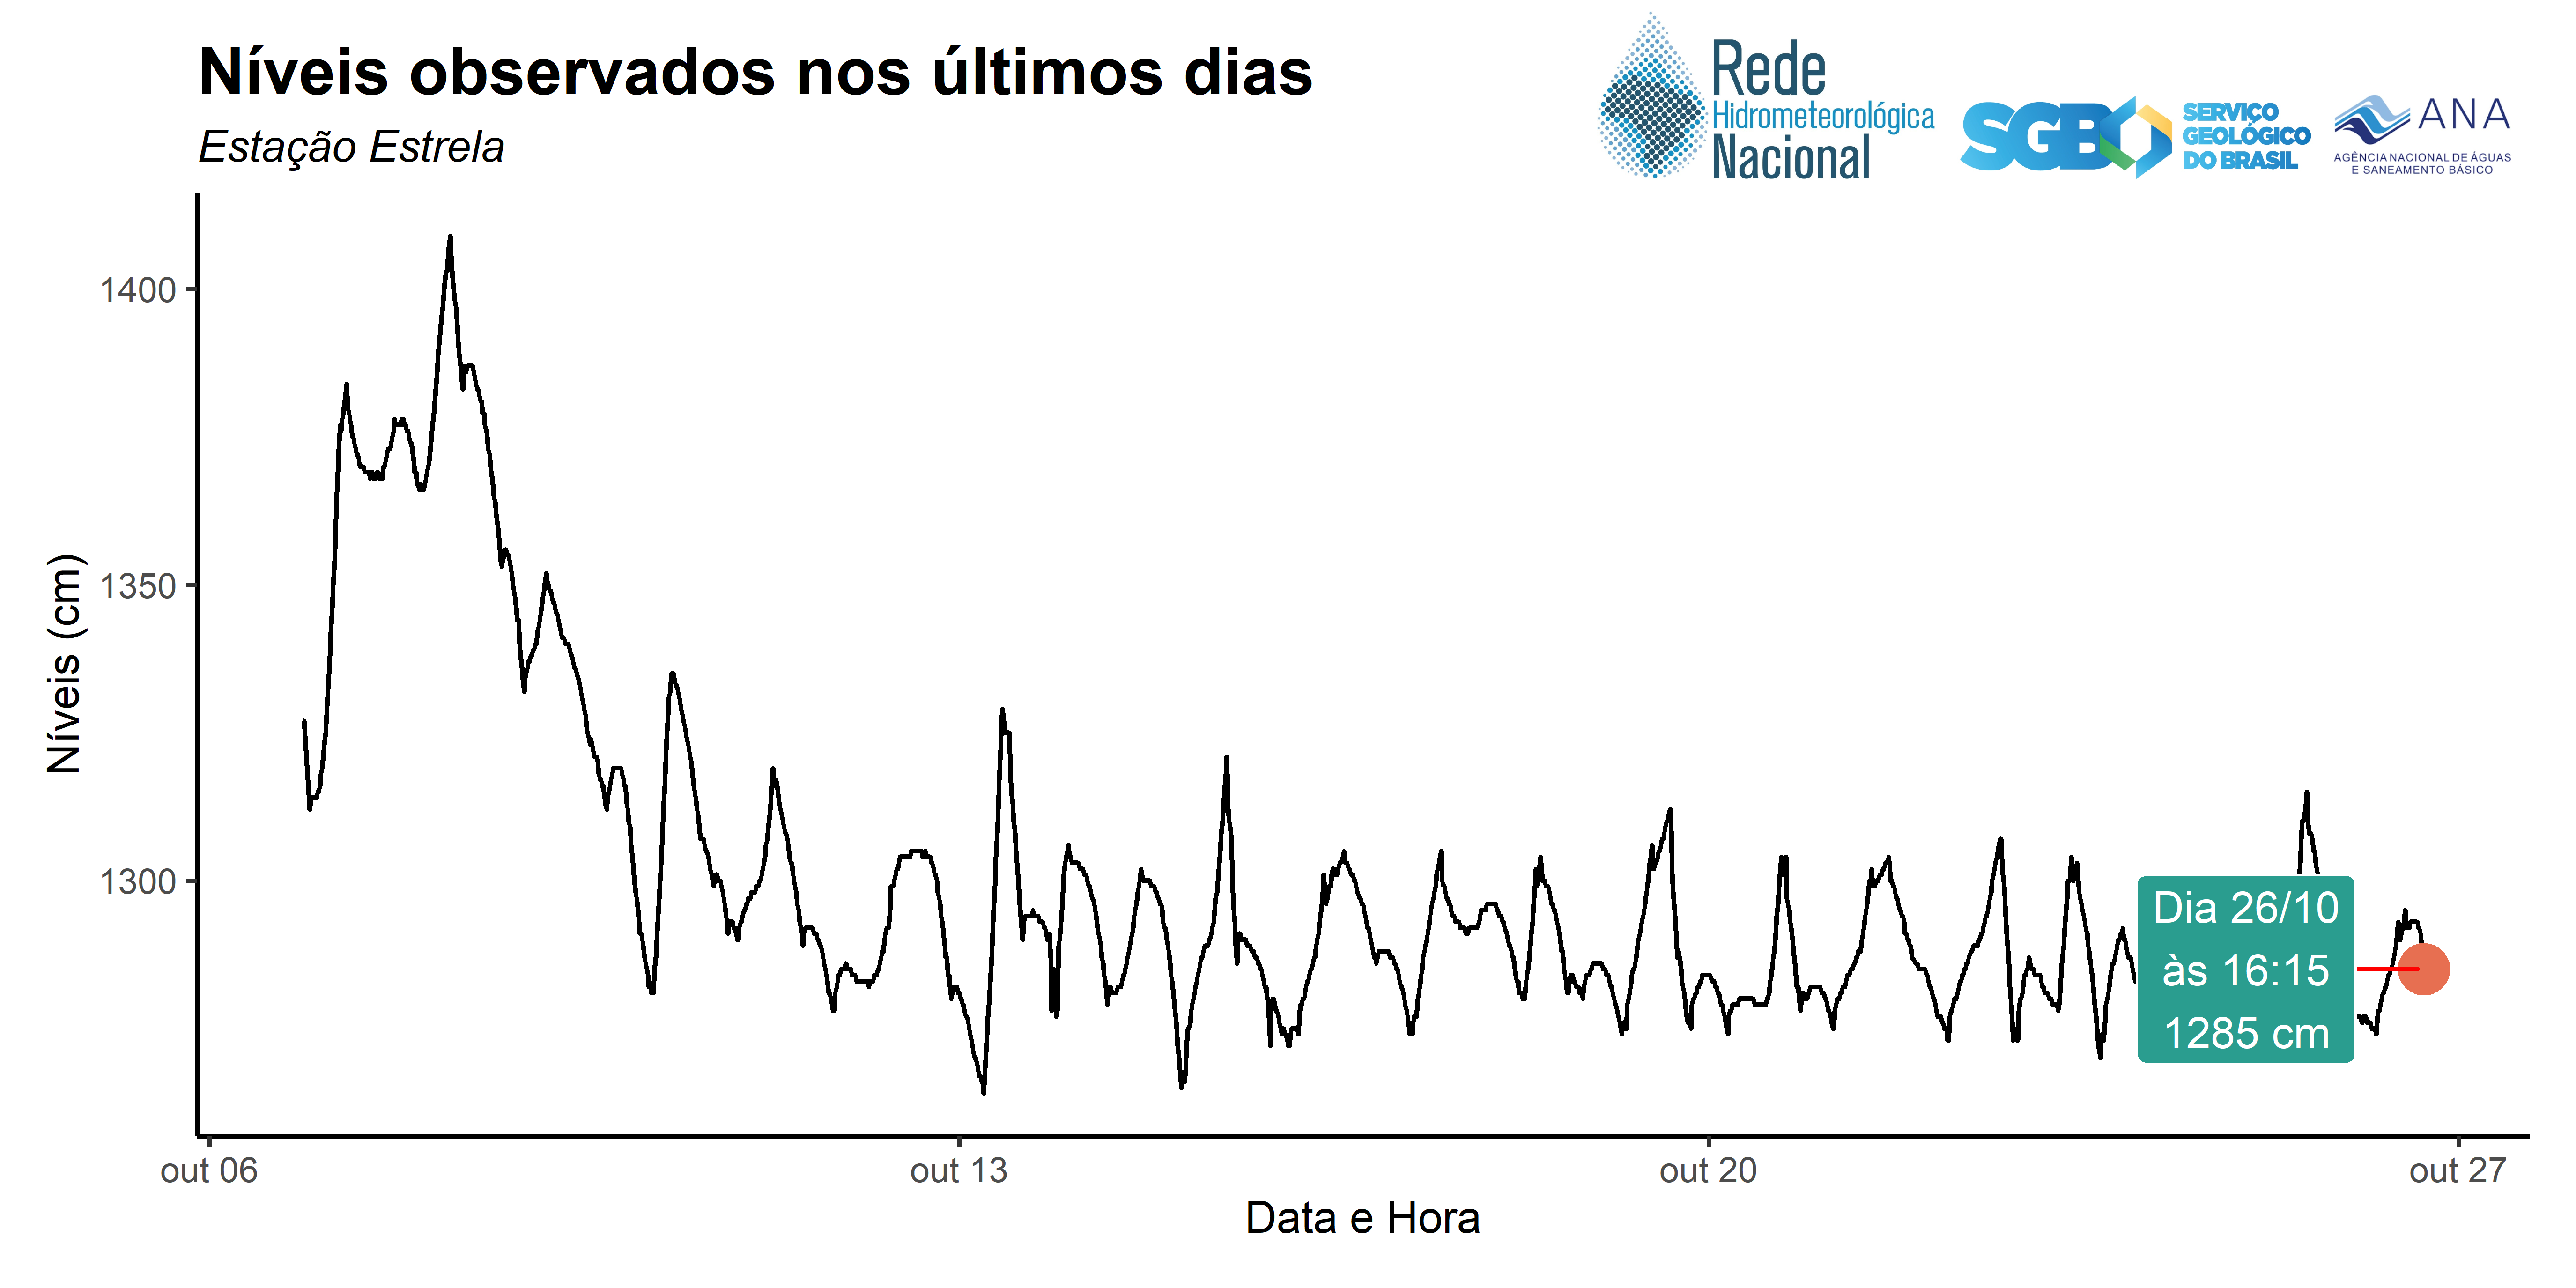 Níveis observados nos últimos dias
Estação Estrela
Rede
Hidrometeorológica
Nacional
SGB
SERVIÇO
GEOLÓGICO
DO BRASIL
ANA
AGÊNCIA NACIONAL DE ÁGUAS
E SANEAMENTO BÁSICO
Níveis (cm)
1400
1350
1300
Dia 26/10
às 16:15
1285 cm
out 06
out 13
out 20
out 27
Data e Hora